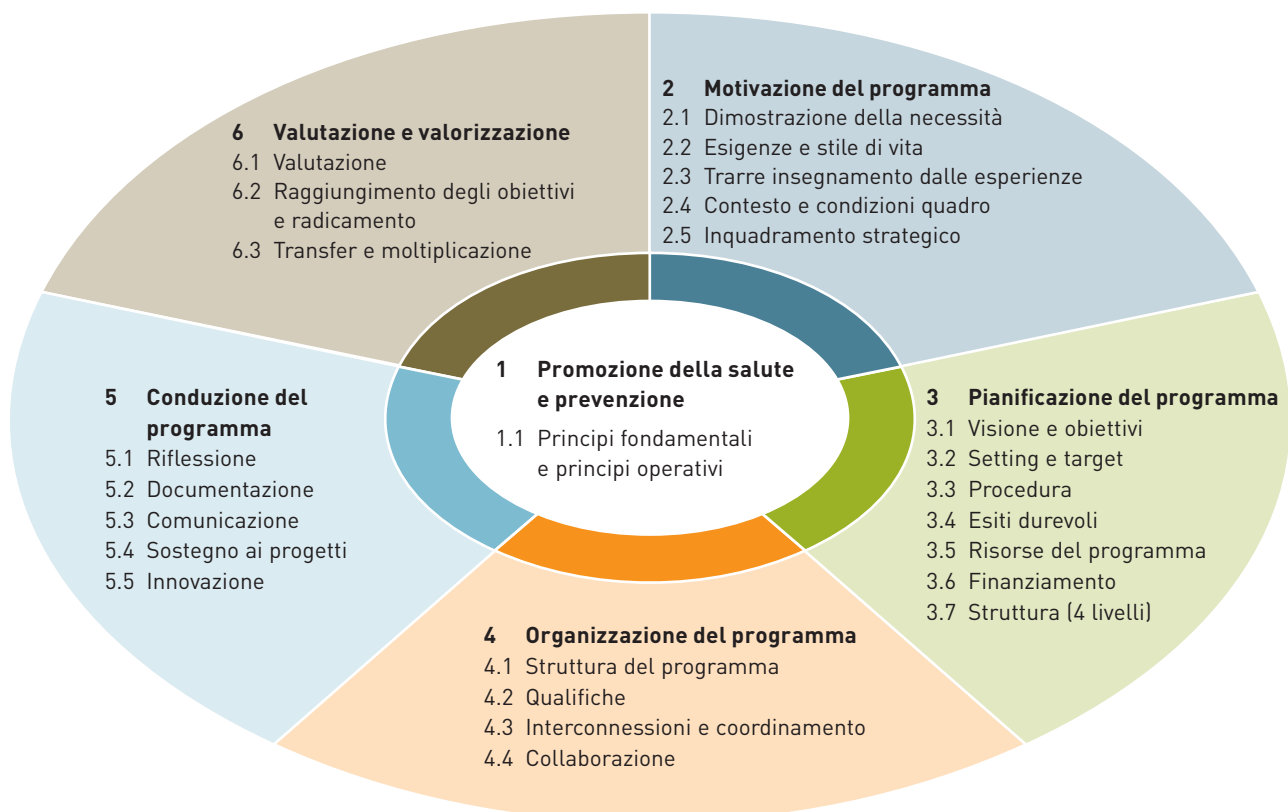 1 Promozione della salute
e prevenzione
1.1 Principi fondamentali
e principi operativi
2 Motivazione del programma
2.1 Dimostrazione della necessità
2.2 Esigenze e stile di vita
2.3 Trarre insegnamento dalle esperienze
2.4 Contesto e condizioni quadro
2.5 Inquadramento strategico
3 Pianificazione del programma
3.1 Visione e obiettivi
3.2 Setting e target
3.3 Procedura
3.4 Esiti durevoli
3.5 Risorse del programma
3.6 Finanziamento
3.7 Struttura (4 livelli)
4 Organizzazione del programma
4.1 Struttura del programma
4.2 Qualifiche
4.3 Interconnessioni e coordinamento
4.4 Collaborazione
5 Conduzione del
programma
5.1 Riflessione
5.2 Documentazione
5.3 Comunicazione
5.4 Sostegno ai progetti
5.5 Innovazione
6 Valutazione e valorizzazione
6.1 Valutazione
6.2 Raggiungimento degli obiettivi
e radicamento
6.3 Transfer e moltiplicazione